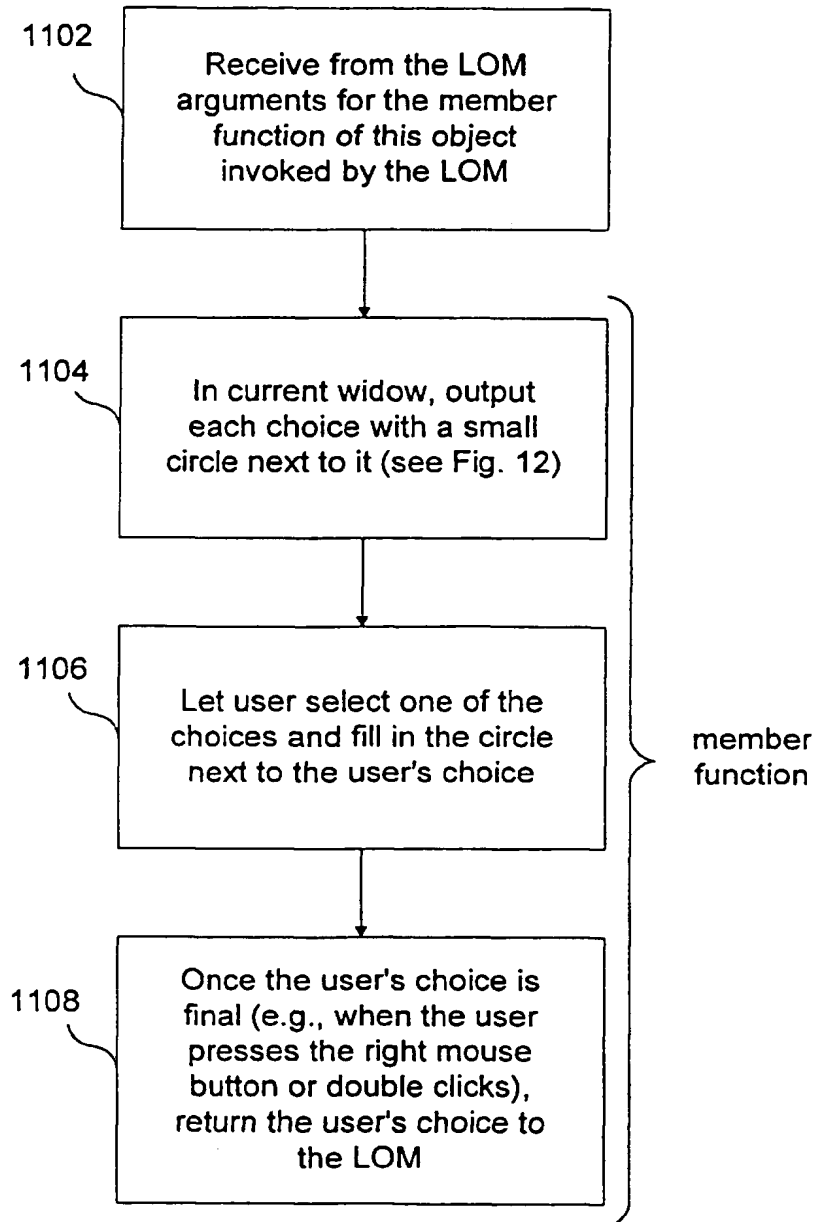 1102
Receive from the LOM
arguments for the member
function of this object
invoked by the LOM
1104
In current widow, output
each choice with a small
circle next to it (see Fig. 12)
1106
Let user select one of the
choices and fill in the circle
next to the user's choice
member
function
1108
Once the user's choice is
final (e.g., when the user
presses the right mouse
button or double clicks),
return the user's choice to
the LOM